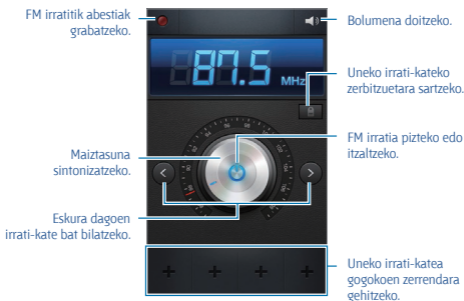 FM irratitik abestiak
grabatzeko.
Bolumena doitzeko.
87.5
MHz
Uneko irrati-kateko
zerbitzuetara sartzeko.
FM irratia pizteko edo
itzaltzeko.
Maiztasuna
sintonizatzeko.
Eskura dagoen
irrati-kate bat bilatzeko.
Uneko irrati-katea
gogokoen zerrendara
gehitzeko.